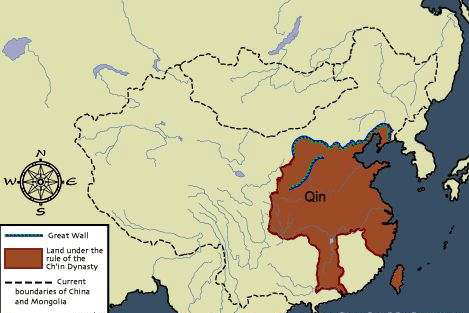 Qin
N
W
E
S
Great Wall
Land under the
rule of the
Ch'in Dynasty
Current
boundaries of China
and Mongolia